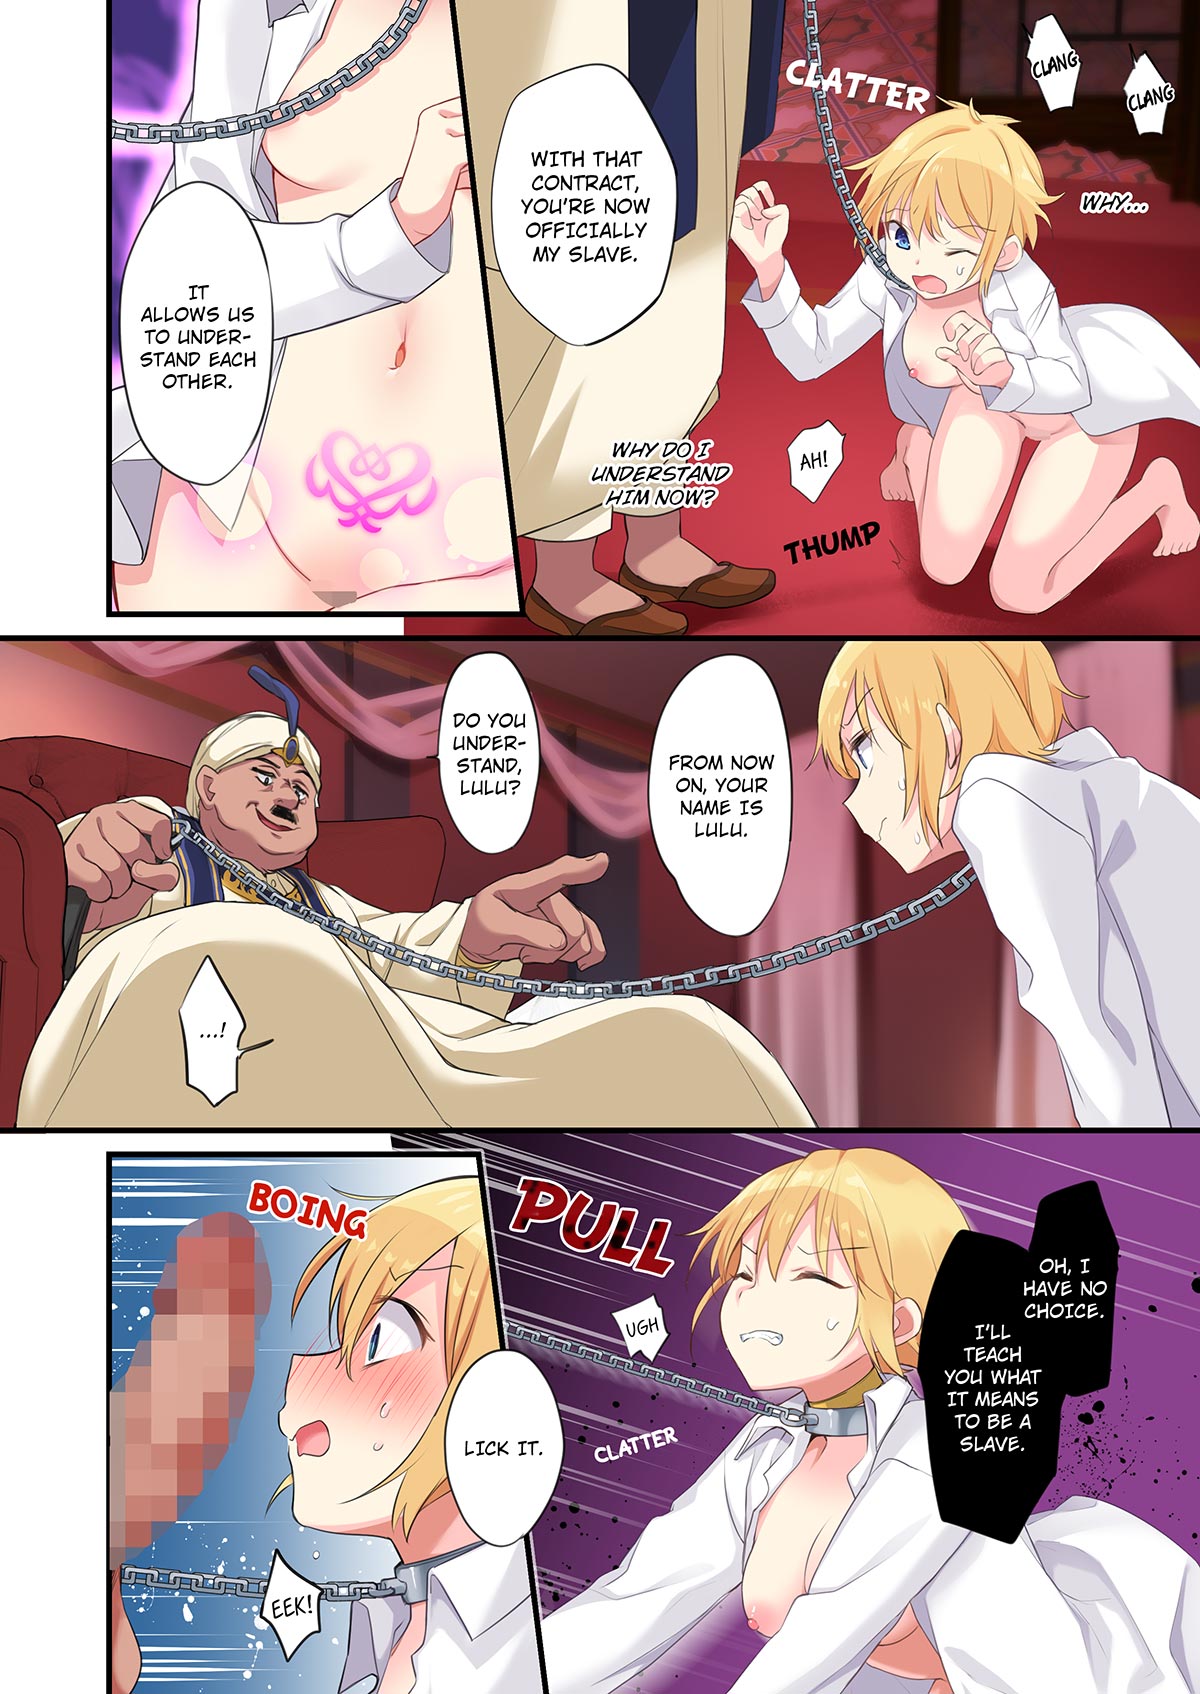 CLANG
CLANG
CLATTER
WHY...
WITH THAT
CONTRACT,
YOU'RE NOW
OFFICIALLY
MY SLAVE.
AH!
WHY DO I
UNDERSTAND
HIM NOW?
THUMP
IT
ALLOWS US
TO UNDER-
STAND EACH
OTHER.
FROM NOW
ON, YOUR
NAME IS
LULU.
DO YOU
UNDER-
STAND,
LULU?
...!
OH, I
HAVE NO
CHOICE.
I'LL
TEACH
YOU WHAT
IT MEANS
TO BE A
SLAVE.
PULL
UGH
CLATTER
BOING
LICK IT.
EEK!